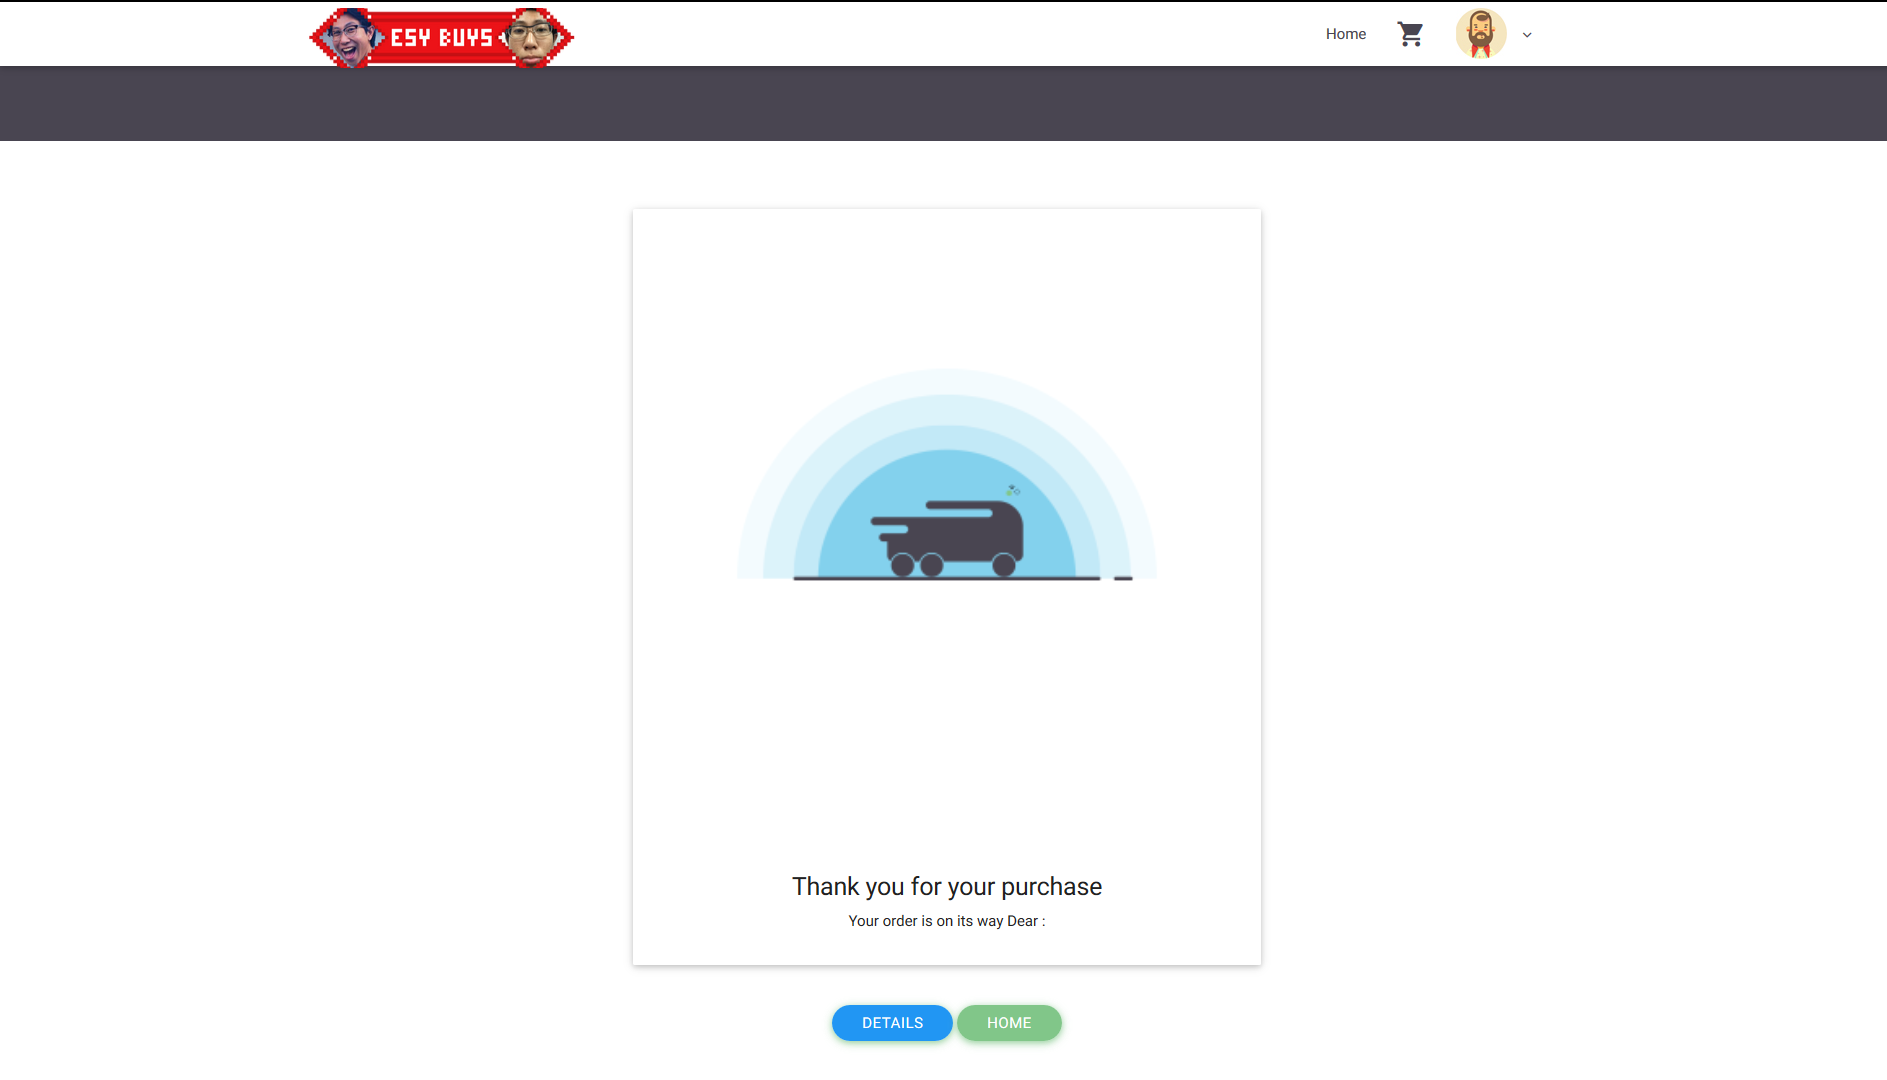 ESY BUYS
Home
Thank you for your purchase
Your order is on its way Dear :
DETAILS
HOME